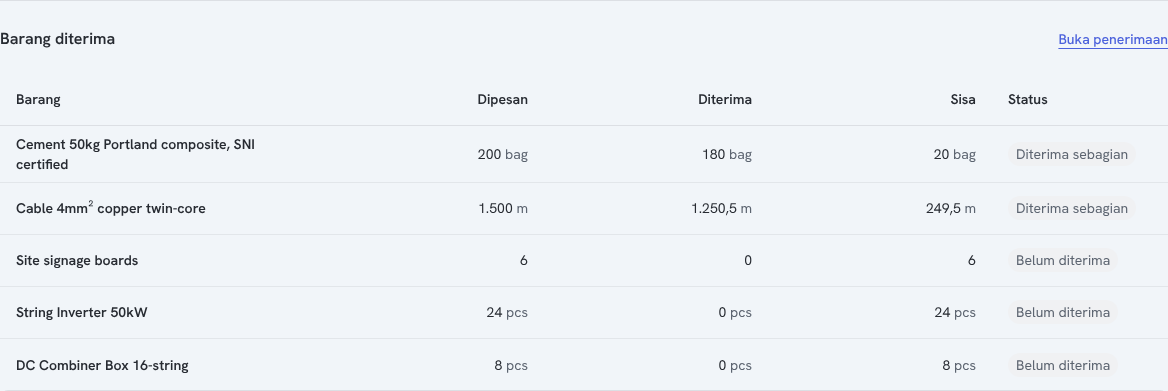 Barang diterima
Buka penerimaan
Barang Dipesan Diterima Sisa Status
Cement 50kg Portland composite, SNI
certified
200 bag 180 bag 20 bag Diterima sebagian
Cable 4mm² copper twin-core 1.500 m 1.250,5 m 249,5 m Diterima sebagian
Site signage boards 6 0 6 Belum diterima
String Inverter 50kW 24 pcs 0 pcs 24 pcs Belum diterima
DC Combiner Box 16-string 8 pcs 0 pcs 8 pcs Belum diterima